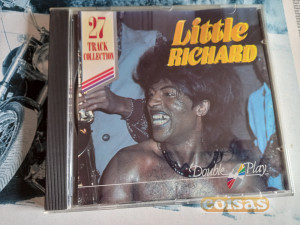 27
TRACK
COLLECTION
Little
RICHARD
Double Play
coisas